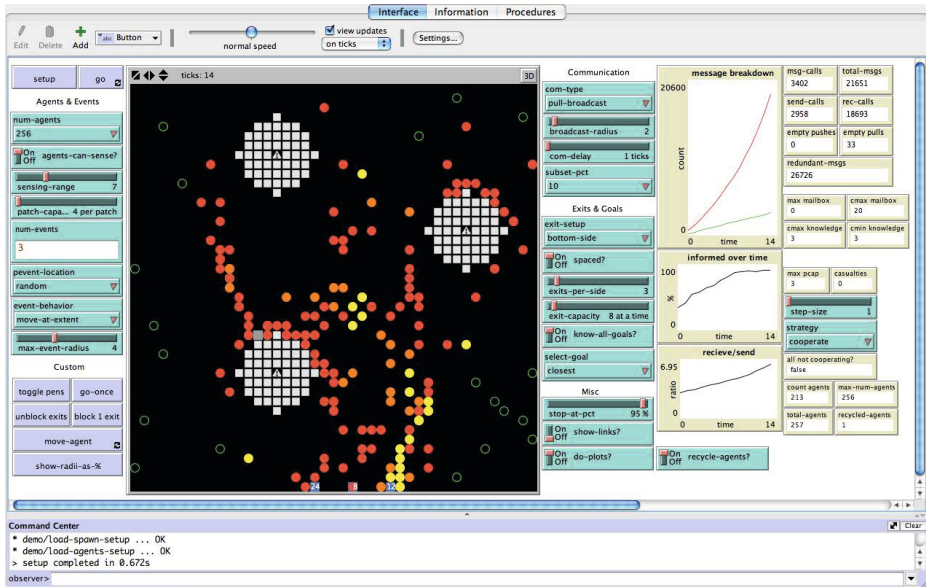 Interface Information Procedures
Edit Delete Add abc Button normal speed view updates on ticks Settings...
setup go
ticks: 14 3D
Agents & Events
num-agents
256
On
Off agents-can-sense?
sensing-range 7
patch-capa... 4 per patch
num-events
3
pevent-location
random
event-behavior
move-at-extent
max-event-radius 4
Custom
toggle pens go-once
unblock exits block 1 exit
move-agent
show-radii-as-%
24 8 12
Communication
com-type
pull-broadcast
broadcast-radius 2
com-delay 1 ticks
subset-pct
10
Exits & Goals
exit-setup
bottom-side
On
Off spaced?
exits-per-side 3
exit-capacity 8 at a time
On
Off know-all-goals?
select-goal
closest
Misc
stop-at-pct 95 %
On
Off show-links?
On
Off do-plots?
On
Off recycle-agents?
message breakdown
20600
count
0
0 time 14
informed over time
100
%
0
0 time 14
recieve/send
6.95
ratio
0
0 time 14
msg-calls
3402
total-msgs
21651
send-calls
2958
rec-calls
18693
empty pushes
0
empty pulls
33
redundant-msgs
26726
max mailbox
0
cmax mailbox
20
cmax knowledge
3
cmin knowledge
3
max pcap
3
casualties
0
step-size 1
strategy
cooperate
all not cooperating?
false
count agents
213
max-num-agents
256
total-agents
257
recycled-agents
1
Command Center Clear
* demo/load-spawn-setup ... OK
* demo/load-agents-setup ... OK
> setup completed in 0.672s
observer>